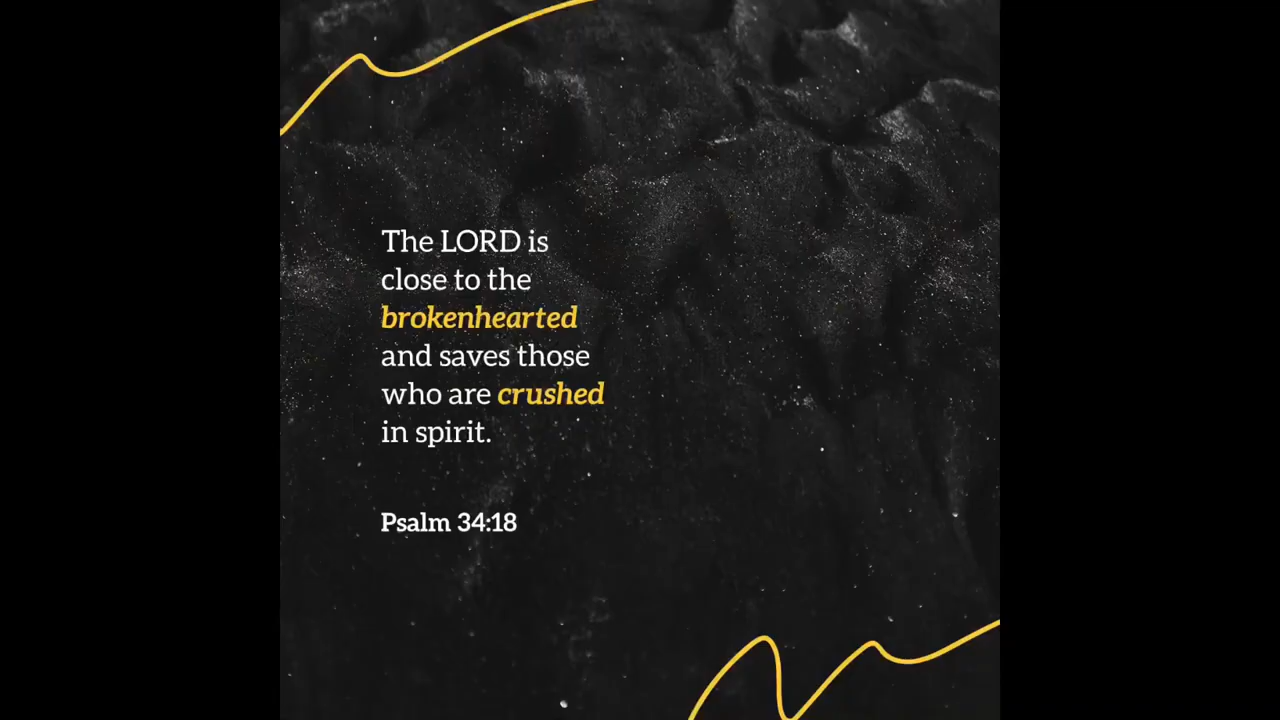 The LORD is
close to the
brokenhearted
and saves those
who are crushed
in spirit.
Psalm 34:18